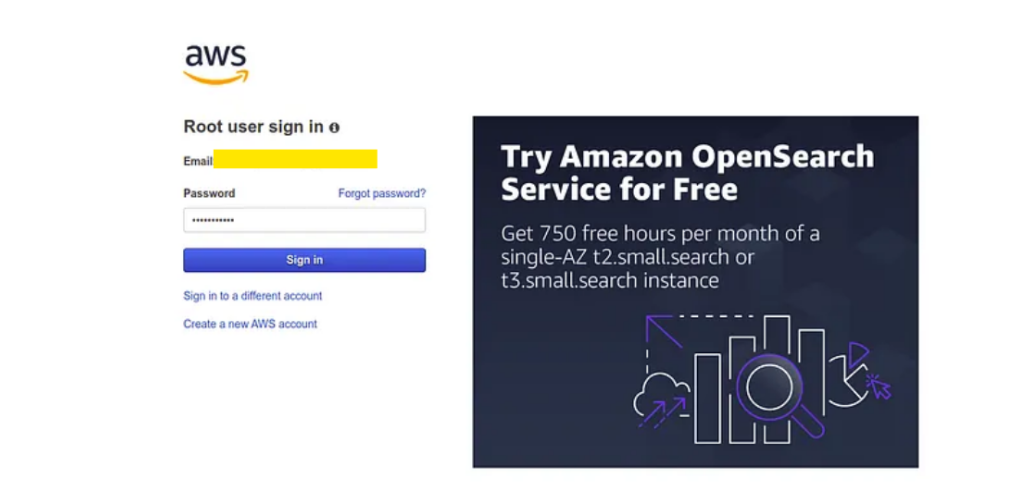 aws
Root user sign in
Email
Password Forgot password?
•••••••••••
Sign in
Sign in to a different account
Create a new AWS account
Try Amazon OpenSearch
Service for Free
Get 750 free hours per month of a
single-AZ t2.small.search or
t3.small.search instance